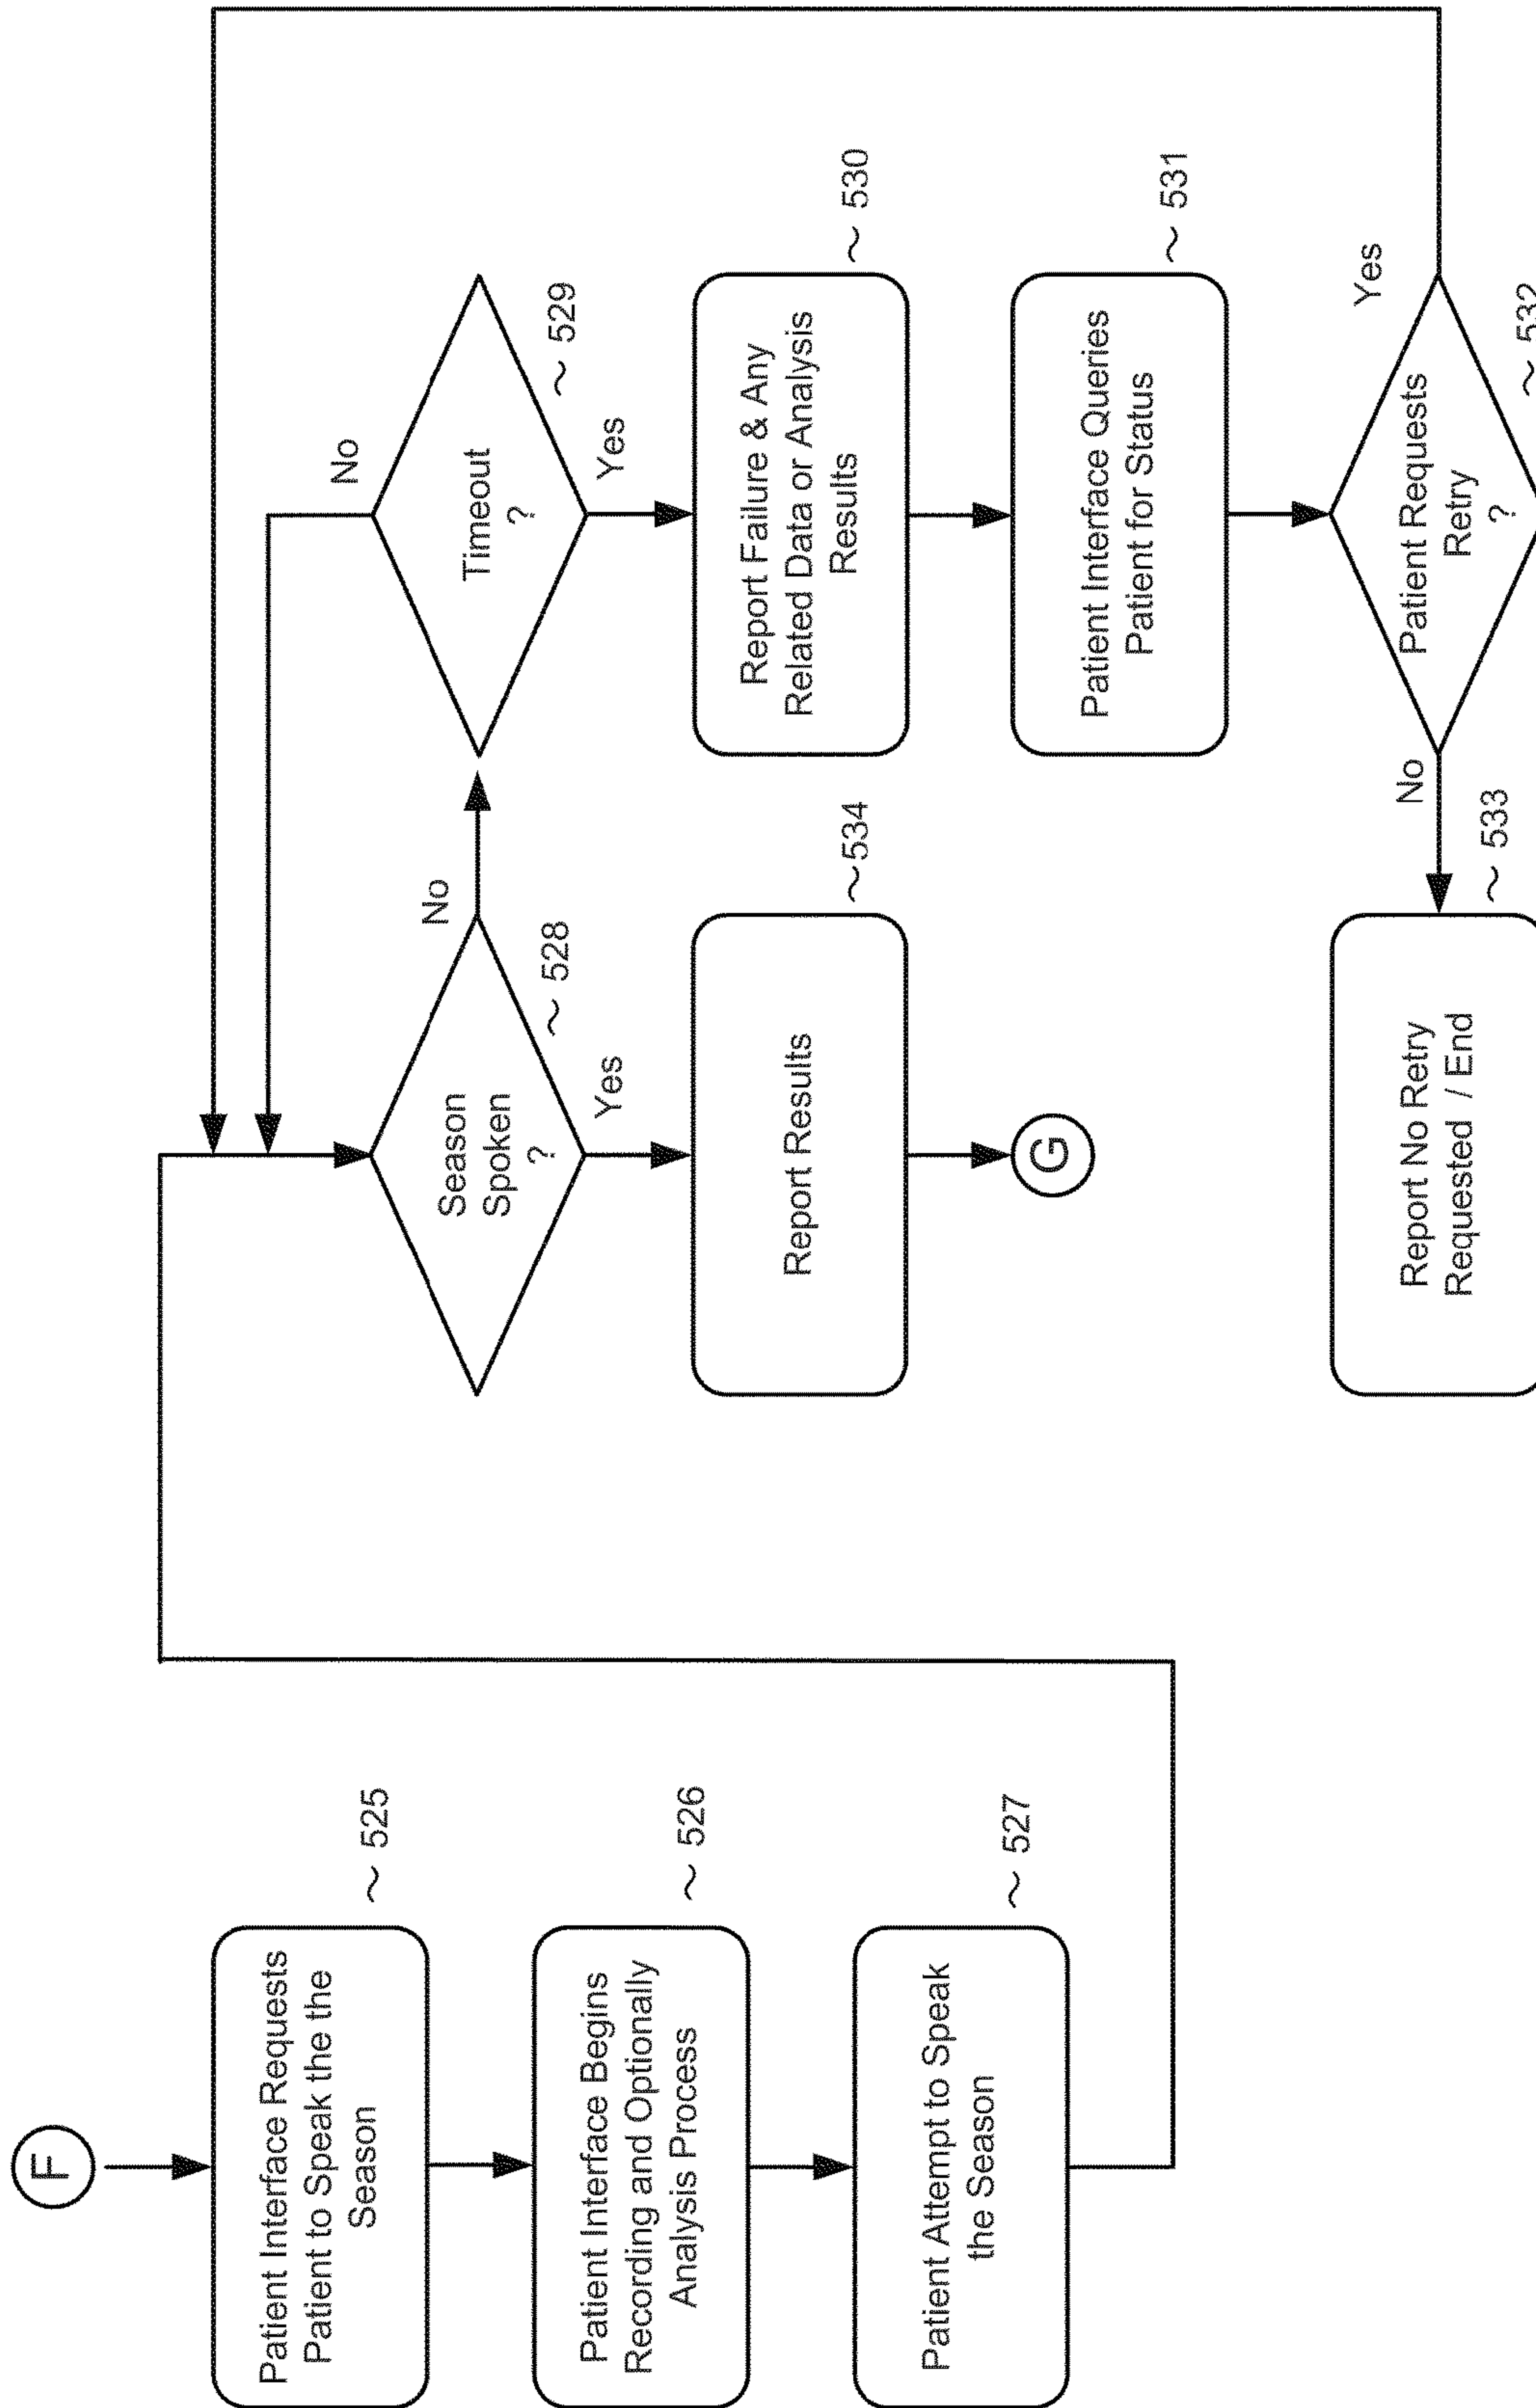 F
Patient Interface Requests
Patient to Speak the the
Season
~ 525
Patient Interface Begins
Recording and Optionally
Analysis Process
~ 526
Patient Attempt to Speak
the Season
~ 527
Season
Spoken
?
~ 528
No
Yes
Report Results
~534
G
Timeout
?
~ 529
No
Yes
Report Failure & Any
Related Data or Analysis
Results
~ 530
Patient Interface Queries
Patient for Status
~ 531
Patient Requests
Retry
?
~ 532
Yes
No
Report No Retry
Requested / End
~ 533